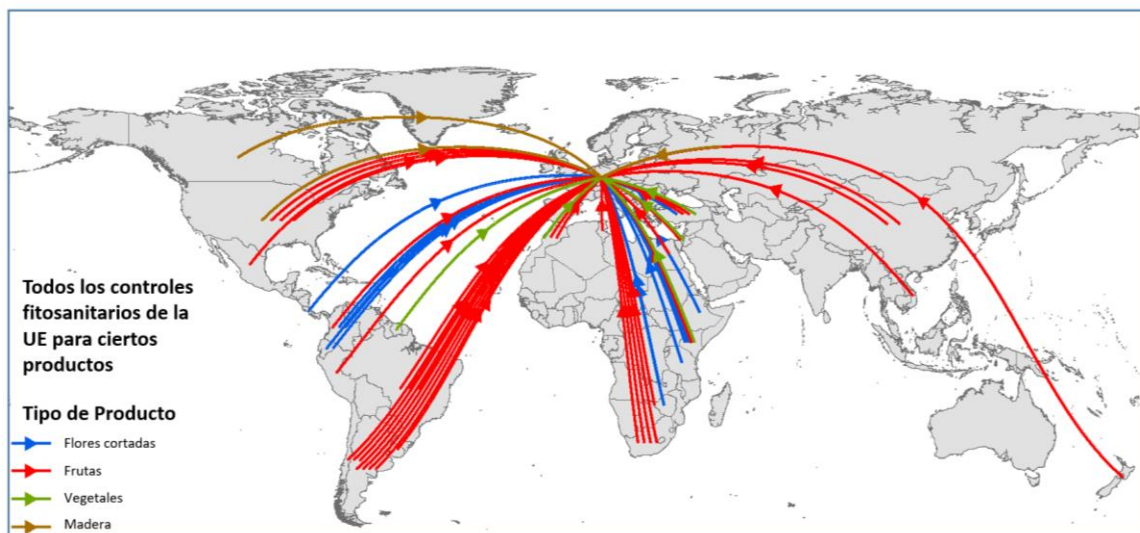 Todos los controles
fitosanitarios de la
UE para ciertos
productos
Tipo de Producto
Flores cortadas
Frutas
Vegetales
Madera